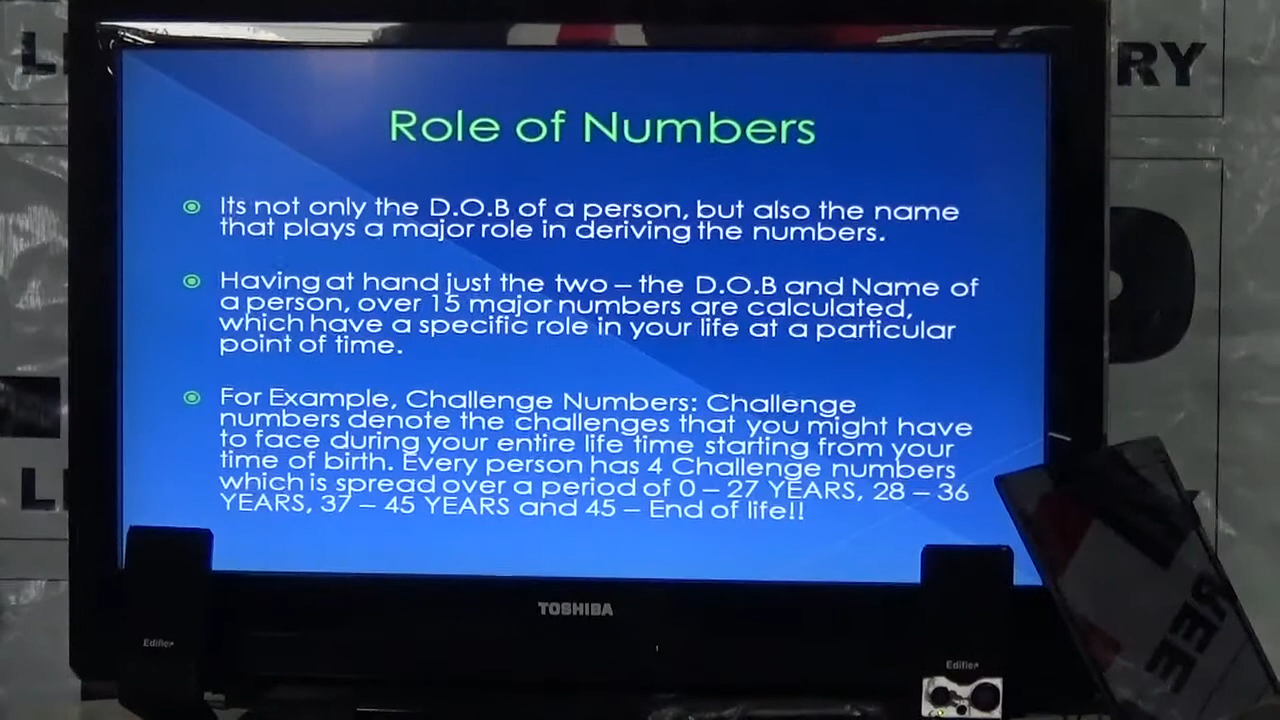 RY
Role of Numbers
Its not only the D.O.B of a person, but also the name
that plays a major role in deriving the numbers.
Having at hand just the two – the D.O.B and Name of
a person, over 15 major numbers are calculated,
which have a specific role in your life at a particular
point of time.
For Example, Challenge Numbers: Challenge
numbers denote the challenges that you might have
to face during your entire life time starting from your
time of birth. Every person has 4 Challenge numbers
which is spread over a period of 0 – 27 YEARS, 28 – 36
YEARS, 37 – 45 YEARS and 45 – End of life!!
TOSHIBA
Edifier
Edifier
REE